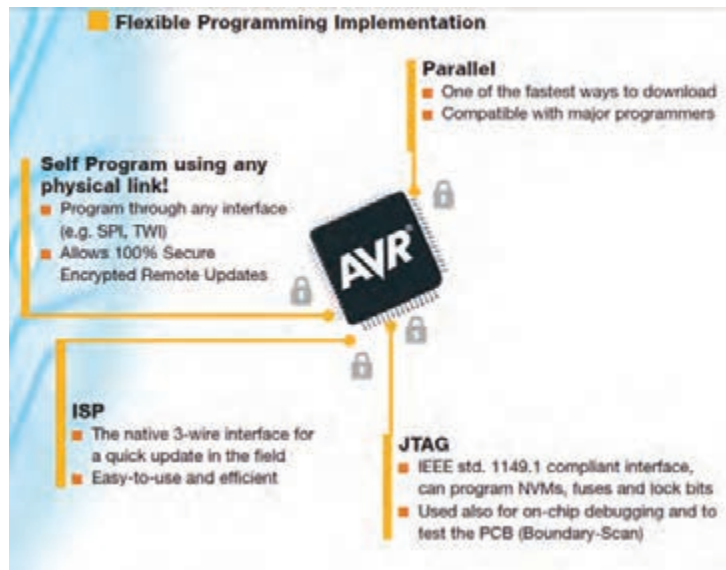 Flexible Programming Implementation
Parallel
One of the fastest ways to download
Compatible with major programmers
Self Program using any
physical link!
Program through any interface
(e.g. SPI, TWI)
Allows 100% Secure
Encrypted Remote Updates
AVR®
ISP
The native 3-wire interface for
a quick update in the field
Easy-to-use and efficient
JTAG
IEEE std. 1149.1 compliant interface,
can program NVMs, fuses and lock bits
Used also for on-chip debugging and to
test the PCB (Boundary-Scan)